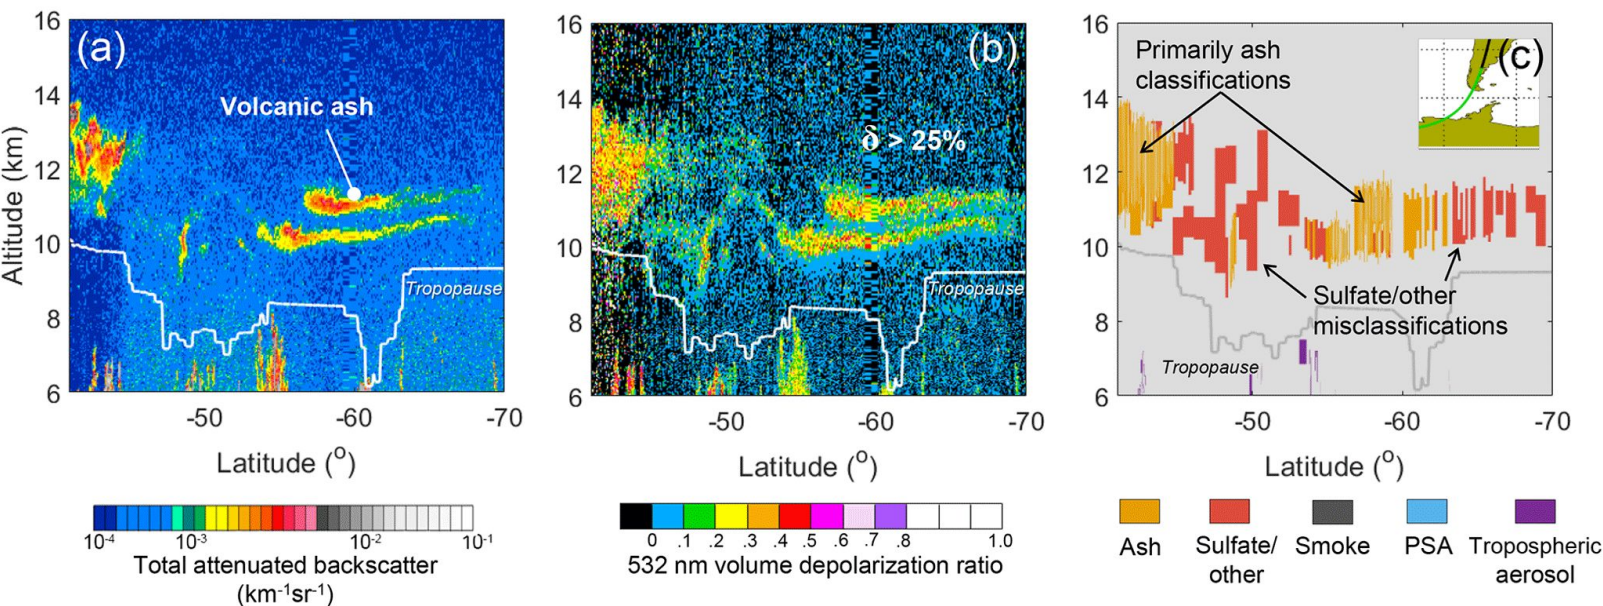 (a)
Volcanic ash
Tropopause
16
14
12
10
8
6
Altitude (km)
-50
-60
-70
Latitude (o)
10-4
10-3
10-2
10-1
Total attenuated backscatter
(km-1sr-1)
(b)
δ > 25%
Tropopause
16
14
12
10
8
6
-50
-60
-70
Latitude (o)
0 .1 .2 .3 .4 .5 .6 .7 .8 1.0
532 nm volume depolarization ratio
(c)
Primarily ash
classifications
Sulfate/other
misclassifications
Tropopause
16
14
12
10
8
6
-50
-60
-70
Latitude (o)
Ash
Sulfate/
other
Smoke
PSA
Tropospheric
aerosol